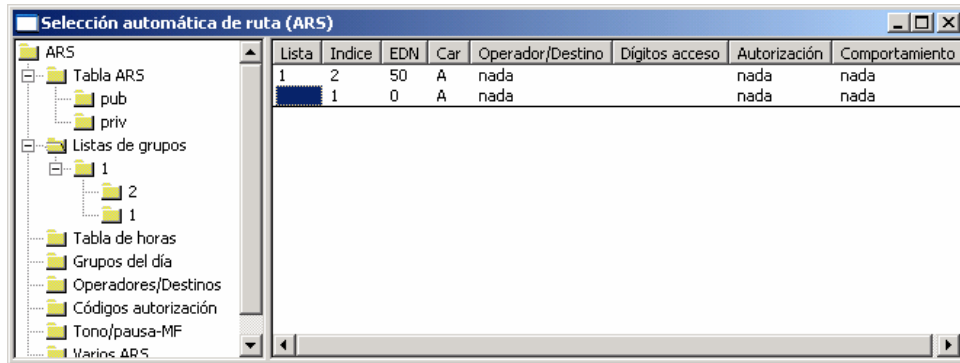 Selección automática de ruta (ARS)
ARS
Tabla ARS
pub
priv
Listas de grupos
1
2
1
Tabla de horas
Grupos del día
Operadores/Destinos
Códigos autorización
Tono/pausa-MF
Varios ARS
Lista Indice EDN Car Operador/Destino Dígitos acceso Autorización Comportamiento
1 2 50 A nada nada nada
1 0 A nada nada nada